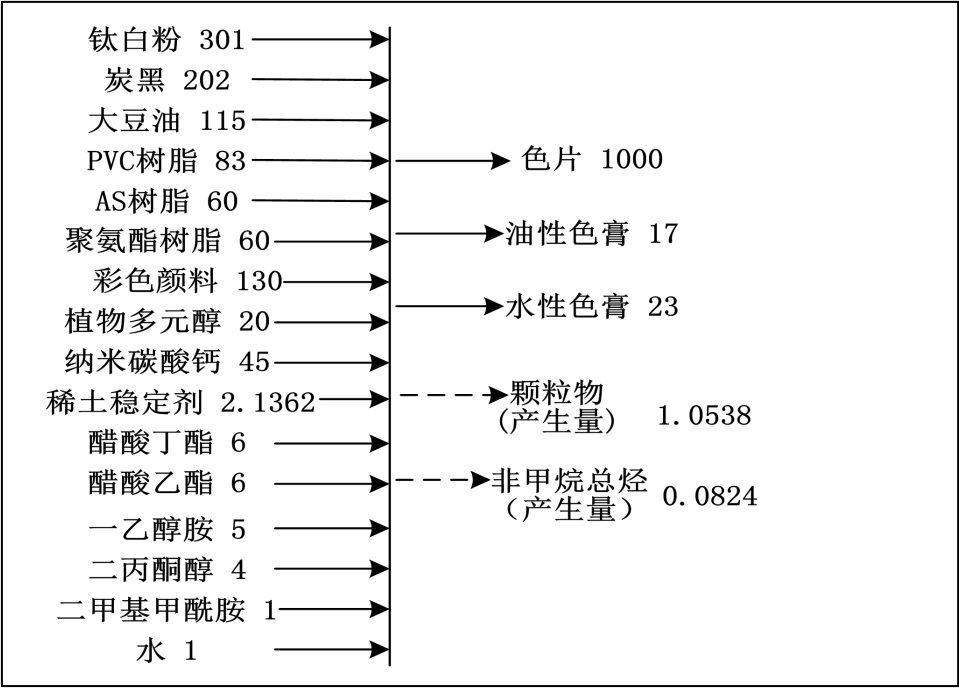 钛白粉 301
炭黑 202
大豆油 115
PVC树脂 83
AS树脂 60
聚氨酯树脂 60
彩色颜料 130
植物多元醇 20
纳米碳酸钙 45
稀土稳定剂 2.1362
醋酸丁酯 6
醋酸乙酯 6
一乙醇胺 5
二丙酮醇 4
二甲基甲酰胺 1
水 1
色片 1000
油性色膏 17
水性色膏 23
颗粒物
(产生量) 1.0538
非甲烷总烃
（产生量） 0.0824